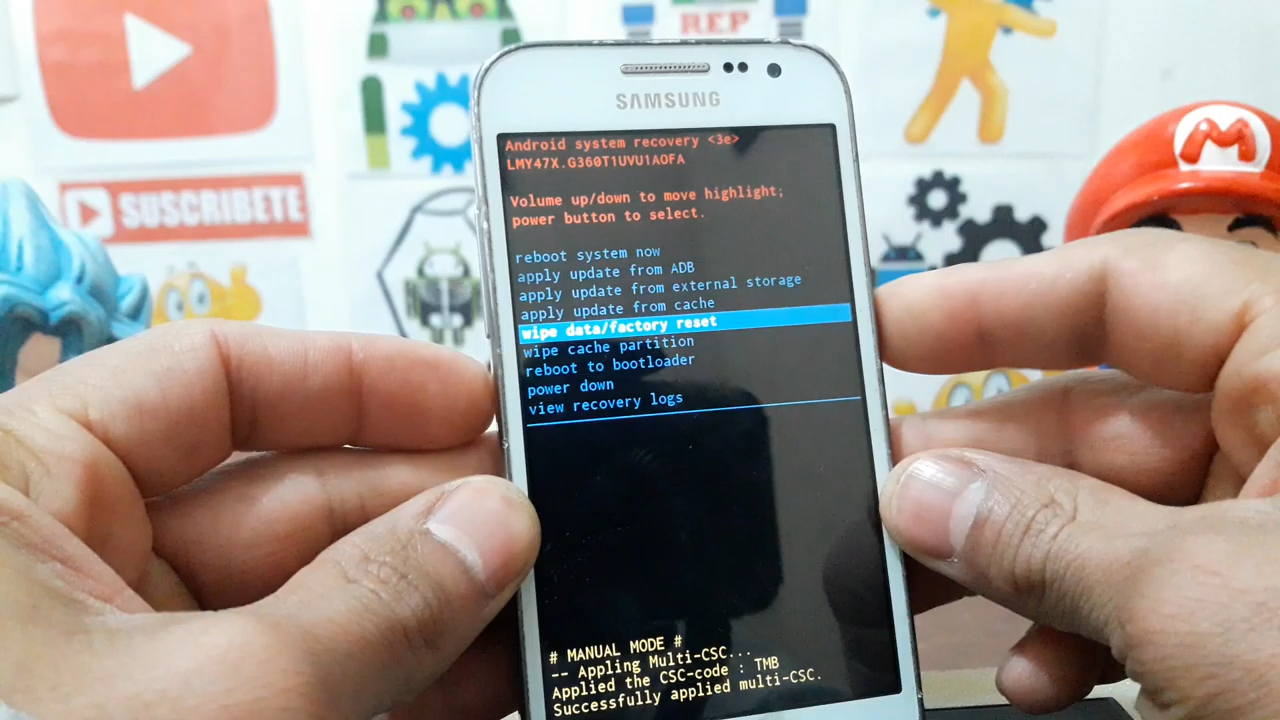 REP
SUSCRIBETE
M
SAMSUNG
Android system recovery <3e>
LMY47X.G360T1UVU1AOFA
Volume up/down to move highlight;
power button to select.
reboot system now
apply update from ADB
apply update from external storage
apply update from cache
wipe data/factory reset
wipe cache partition
reboot to bootloader
power down
view recovery logs
# MANUAL MODE #
-- Appling Multi-CSC...
Applied the CSC-code : TMB
Successfully applied multi-CSC.